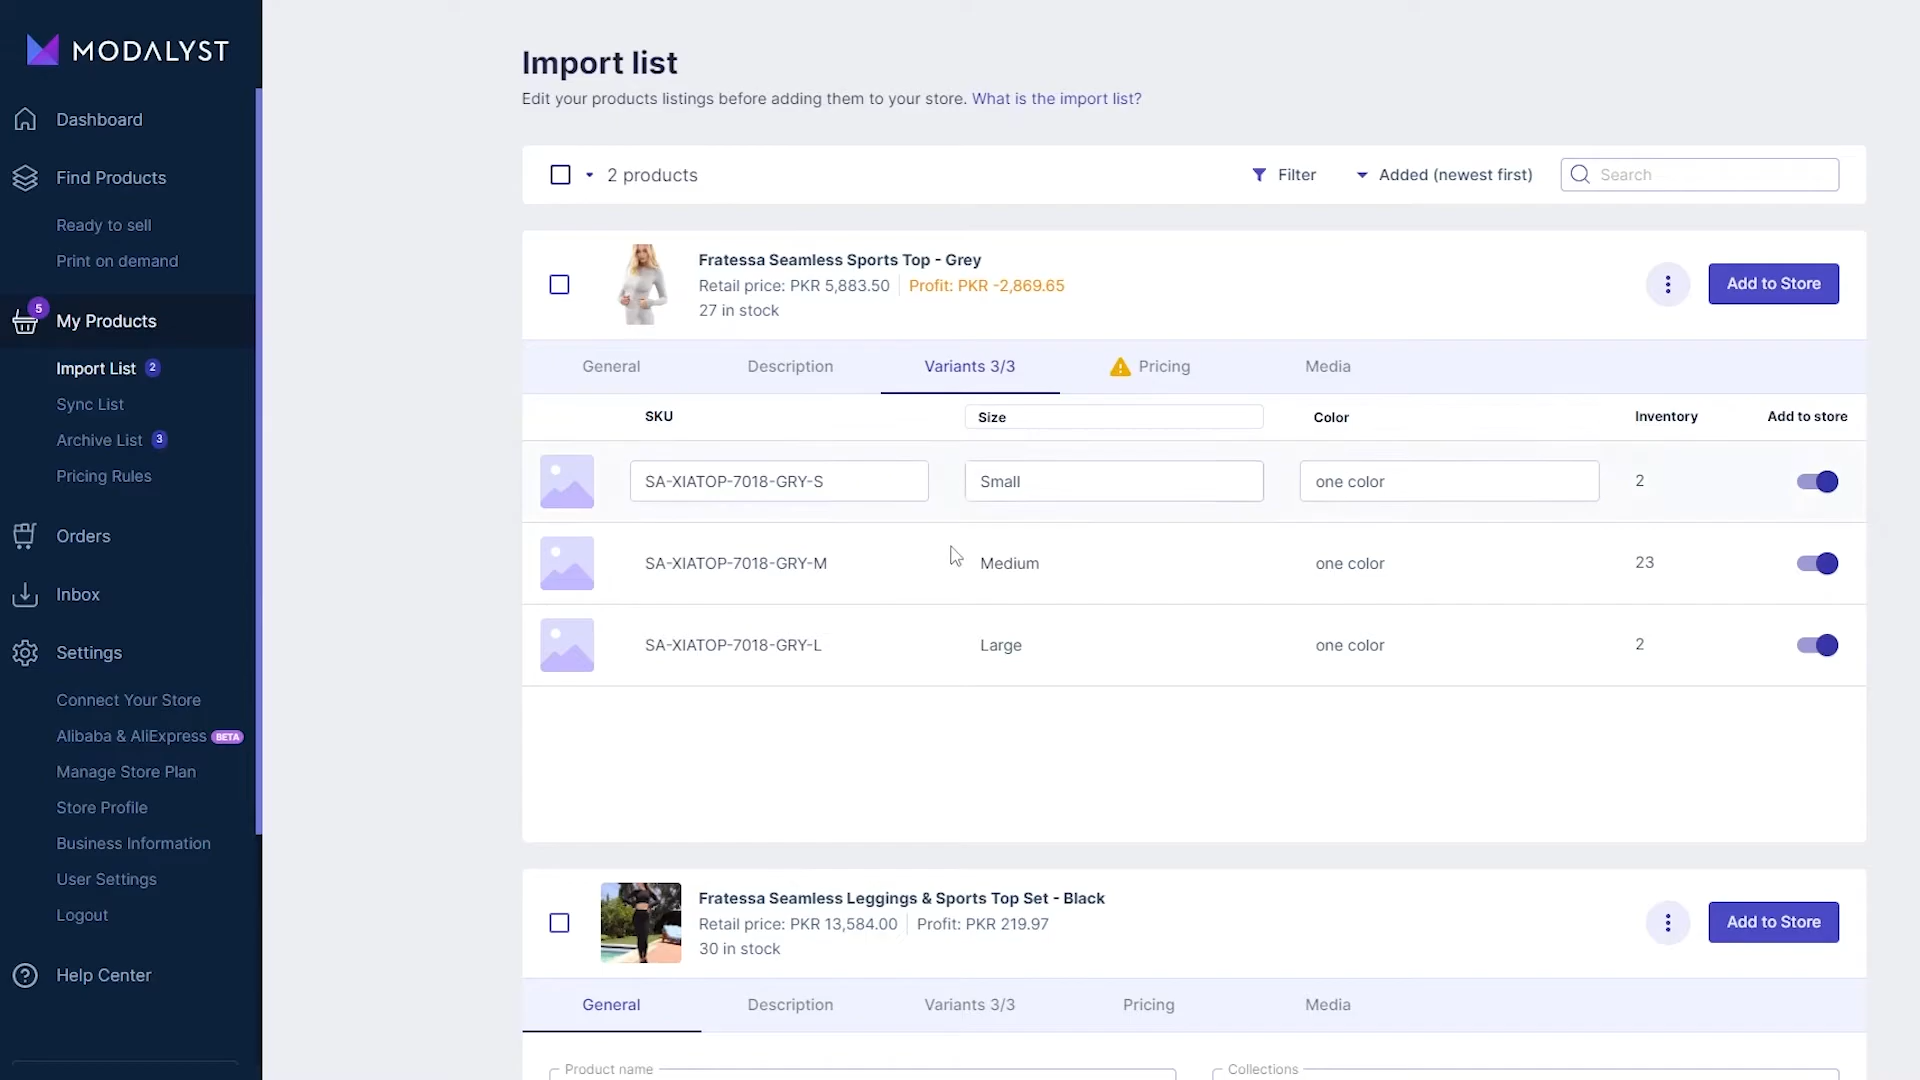 MODALYST
Dashboard
Find Products
Ready to sell
Print on demand
5
My Products
Import List 2
Sync List
Archive List 3
Pricing Rules
Orders
Inbox
Settings
Connect Your Store
Alibaba & AliExpress BETA
Manage Store Plan
Store Profile
Business Information
User Settings
Logout
Help Center
Import list
Edit your products listings before adding them to your store. What is the import list?
2 products Filter Added (newest first) Search
Fratessa Seamless Sports Top - Grey
Retail price: PKR 5,883.50 Profit: PKR -2,869.65
27 in stock
Add to Store
General Description Variants 3/3 Pricing Media
SKU Size Color Inventory Add to store
SA-XIATOP-7018-GRY-S Small one color 2
SA-XIATOP-7018-GRY-M Medium one color 23
SA-XIATOP-7018-GRY-L Large one color 2
Fratessa Seamless Leggings & Sports Top Set - Black
Retail price: PKR 13,584.00 Profit: PKR 219.97
30 in stock
Add to Store
General Description Variants 3/3 Pricing Media
Product name Collections